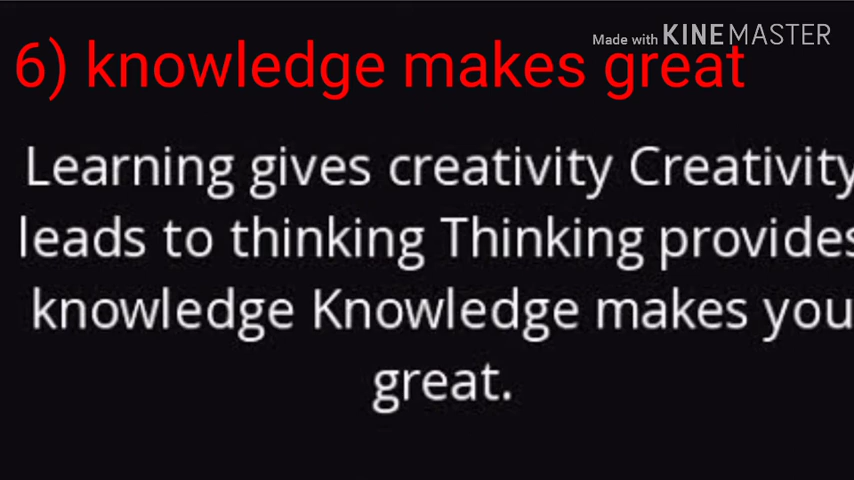 Made with KINEMASTER
6) knowledge makes great
Learning gives creativity Creativity
leads to thinking Thinking provides
knowledge Knowledge makes you
great.